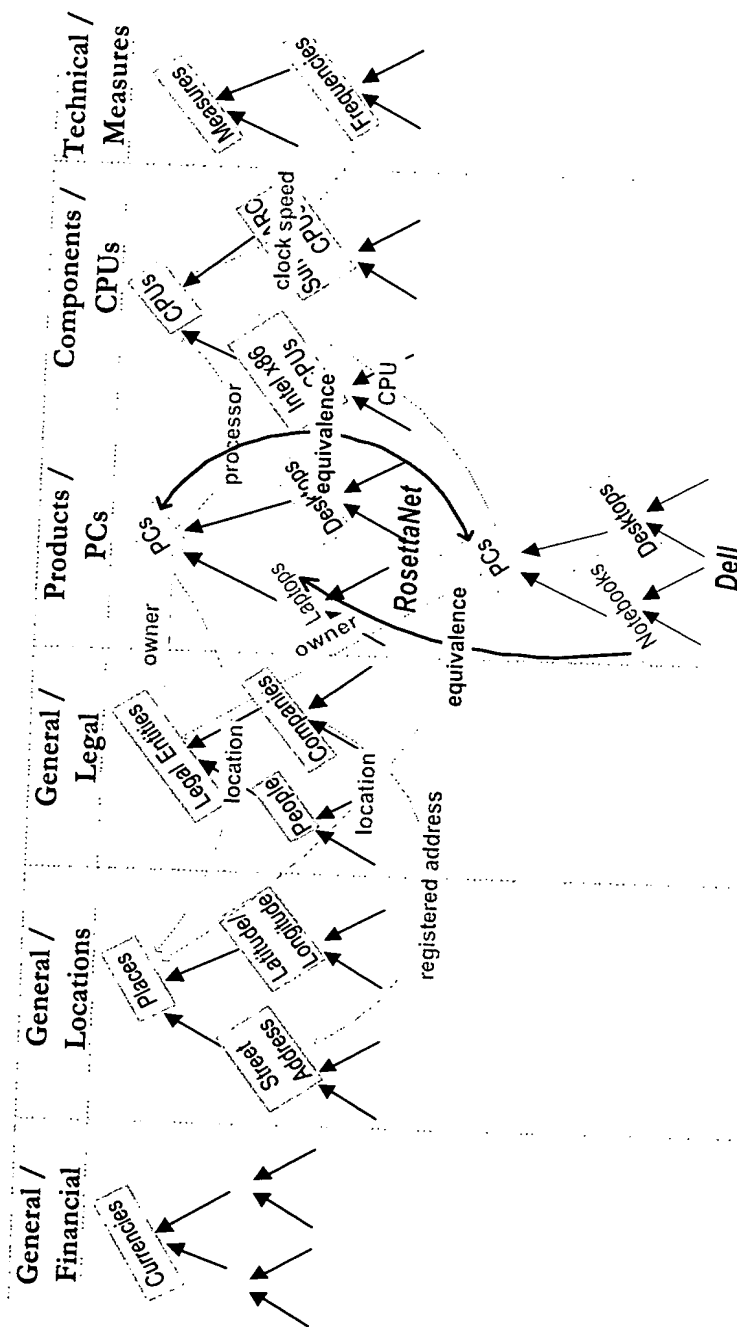 General /
Financial
General /
Locations
General /
Legal
Products /
PCs
Components /
CPUs
Technical /
Measures
Currencies
Places
Street
Address
Latitude/
Longitude
Legal Entities
People
Companies
location
location
registered address
owner
owner
PCs
Laptops
Desktops
RosettaNet
processor
equivalence
equivalence
PCs
Notebooks
Desktops
Dell
CPUs
Intel x86
CPUs
CPU
clock speed
Measures
Frequencies